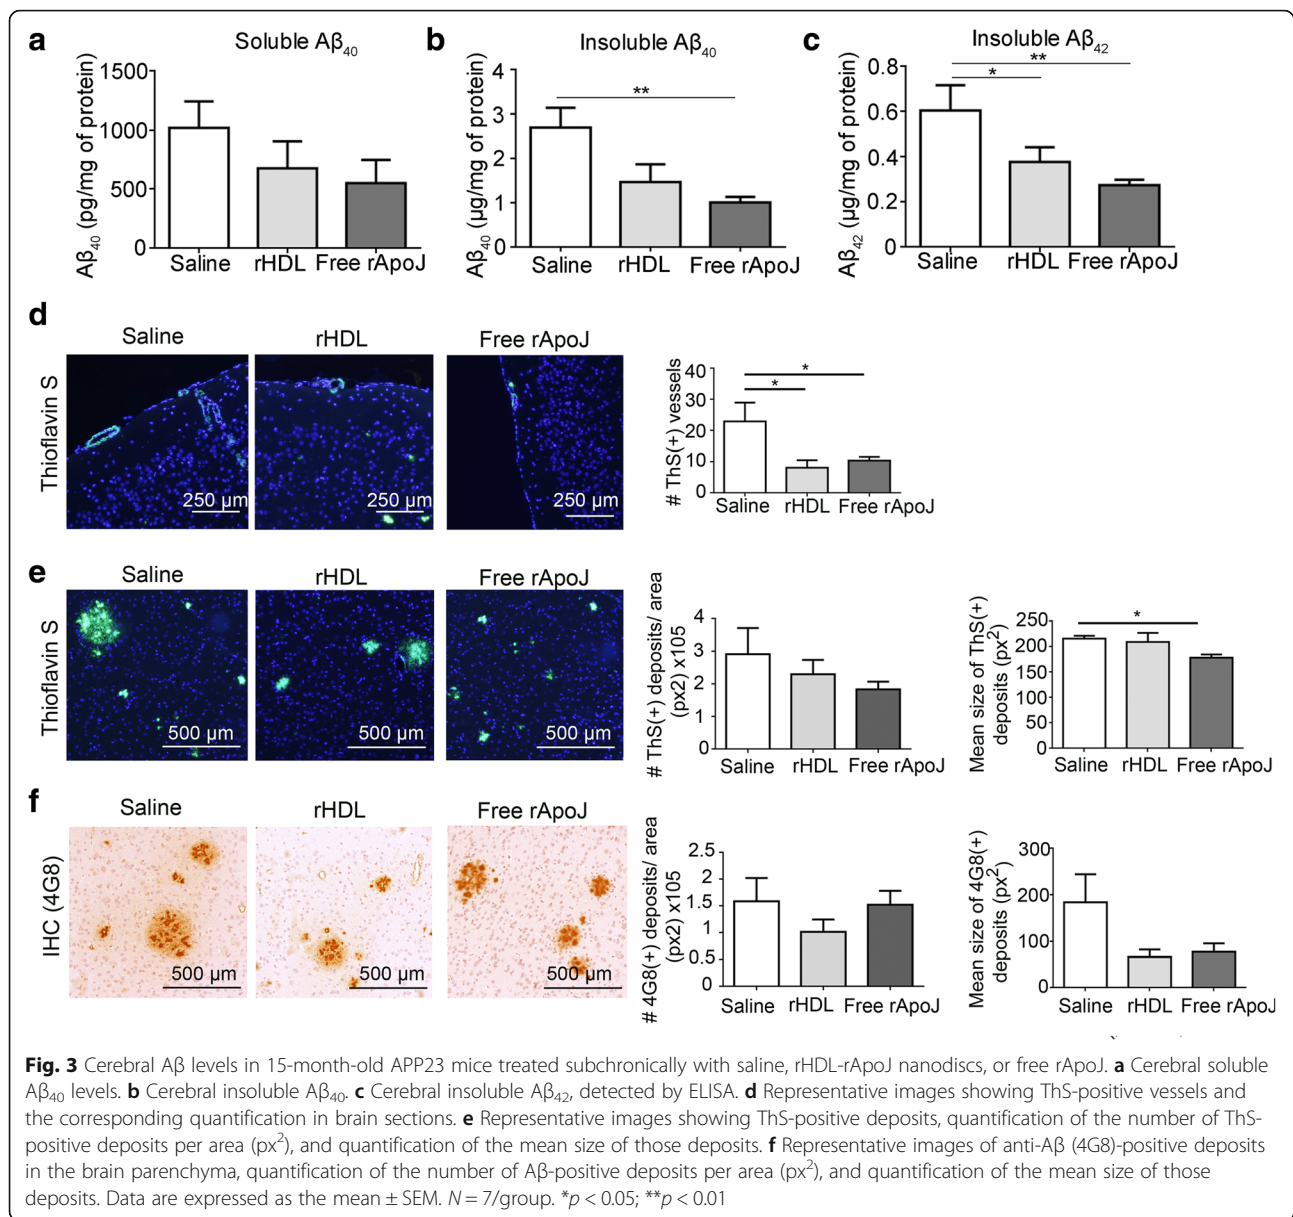 a
Soluble Aβ40
Aβ40 (pg/mg of protein)
1500
1000
500
0
Saline rHDL Free rApoJ
b
Insoluble Aβ40
Aβ40 (µg/mg of protein)
4
3
2
1
0
**
Saline rHDL Free rApoJ
c
Insoluble Aβ42
Aβ42 (µg/mg of protein)
0.8
0.6
0.4
0.2
0
**
*
Saline rHDL Free rApoJ
d
Saline rHDL Free rApoJ
Thioflavin S
250 µm 250 µm 250 µm
# ThS(+) vessels
40
30
20
10
0
*
*
Saline rHDL Free rApoJ
e
Saline rHDL Free rApoJ
Thioflavin S
500 µm 500 µm 500 µm
# ThS(+) deposits/ area
(px2) x105
4
3
2
1
0
Saline rHDL Free rApoJ
Mean size of ThS(+)
deposits (px²)
250
200
150
100
50
0
*
Saline rHDL Free rApoJ
f
Saline rHDL Free rApoJ
IHC (4G8)
500 µm 500 µm 500 µm
# 4G8(+) deposits/ area
(px2) x105
2.5
2
1.5
1
0.5
0
Saline rHDL Free rApoJ
Mean size of 4G8(+)
deposits (px²)
300
200
100
0
Saline rHDL Free rApoJ
Fig. 3 Cerebral Aβ levels in 15-month-old APP23 mice treated subchronically with saline, rHDL-rApoJ nanodiscs, or free rApoJ. a Cerebral soluble
Aβ40 levels. b Cerebral insoluble Aβ40. c Cerebral insoluble Aβ42, detected by ELISA. d Representative images showing ThS-positive vessels and
the corresponding quantification in brain sections. e Representative images showing ThS-positive deposits, quantification of the number of ThS-
positive deposits per area (px²), and quantification of the mean size of those deposits. f Representative images of anti-Aβ (4G8)-positive deposits
in the brain parenchyma, quantification of the number of Aβ-positive deposits per area (px²), and quantification of the mean size of those
deposits. Data are expressed as the mean ± SEM. N = 7/group. *p < 0.05; **p < 0.01